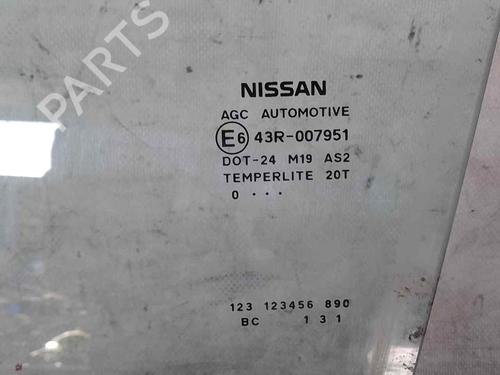 PARTS
NISSAN
AGC AUTOMOTIVE
E6 43R-007951
DOT-24 M19 AS2
TEMPERLITE 20T
0 ...
123 123456 890
BC 1 3 1